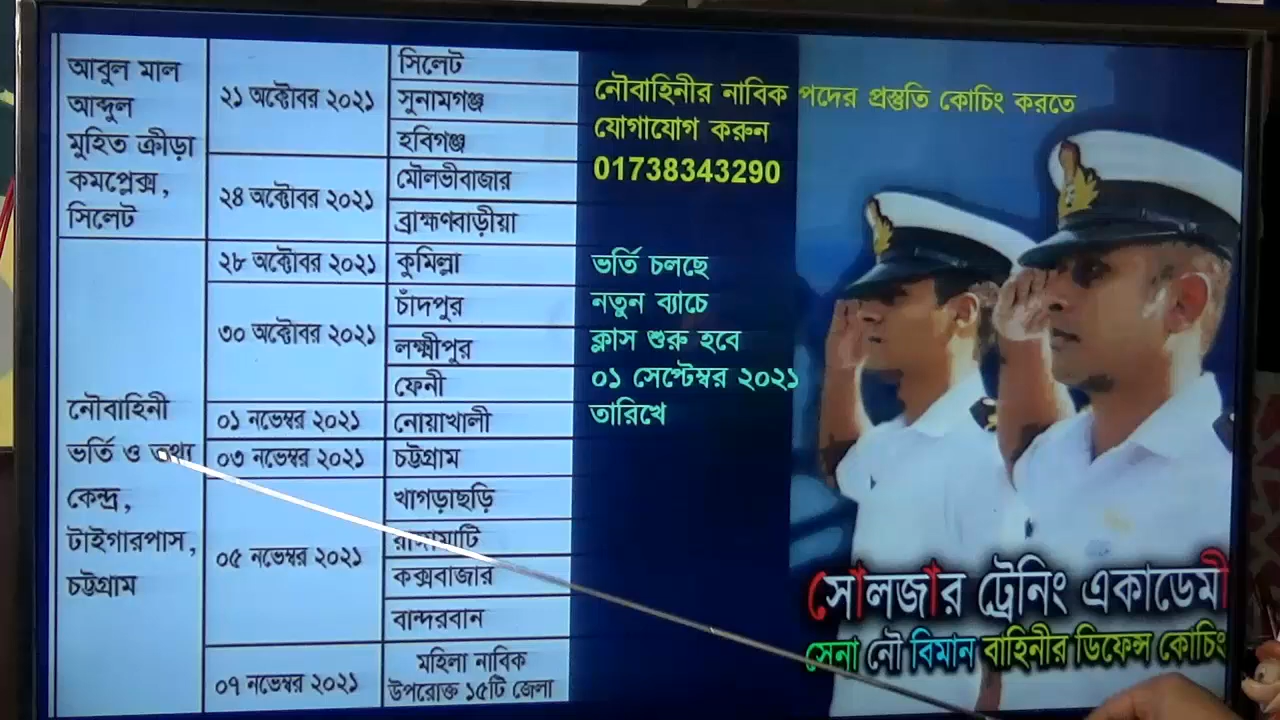 আবুল মাল
আব্দুল
মুহিত ক্রীড়া
কমপ্লেক্স,
সিলেট
২১ অক্টোবর ২০২১
সিলেট
সুনামগঞ্জ
হবিগঞ্জ
২৪ অক্টোবর ২০২১
মৌলভীবাজার
ব্রাহ্মণবাড়ীয়া
নৌবাহিনী
ভর্তি ও তথ্য
কেন্দ্র,
টাইগারপাস,
চট্টগ্রাম
২৮ অক্টোবর ২০২১
কুমিল্লা
৩০ অক্টোবর ২০২১
চাঁদপুর
লক্ষ্মীপুর
ফেনী
০১ নভেম্বর ২০২১
নোয়াখালী
০৩ নভেম্বর ২০২১
চট্টগ্রাম
০৫ নভেম্বর ২০২১
খাগড়াছড়ি
রাঙ্গামাটি
কক্সবাজার
বান্দরবান
০৭ নভেম্বর ২০২১
মহিলা নাবিক
উপরোক্ত ১৫টি জেলা
নৌবাহিনীর নাবিক পদের প্রস্তুতি কোচিং করতে
যোগাযোগ করুন
01738343290
ভর্তি চলছে
নতুন ব্যাচে
ক্লাস শুরু হবে
০১ সেপ্টেম্বর ২০২১
তারিখে
সোলজার ট্রেনিং একাডেমী
সেনা নৌ বিমান বাহিনীর ডিফেন্স কোচিং